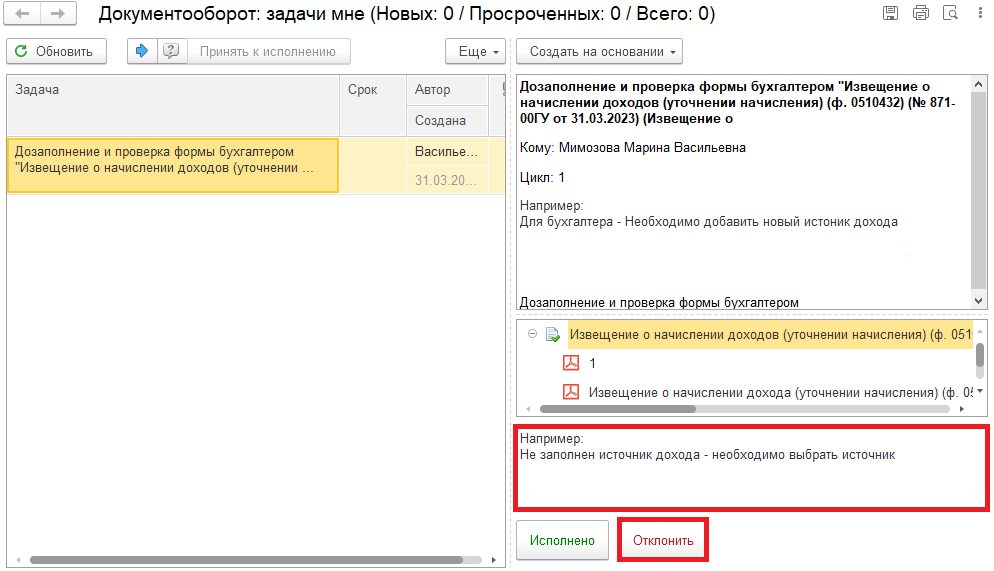 Документооборот: задачи мне (Новых: 0 / Просроченных: 0 / Всего: 0)
Обновить
Принять к исполнению
Еще
Создать на основании
Задача
Срок
Автор
Создана
Дозаполнение и проверка формы бухгалтером
"Извещение о начислении доходов (уточнении ...
Василье...
31.03.20...
Дозаполнение и проверка формы бухгалтером "Извещение о
начислении доходов (уточнении начисления) (ф. 0510432) (№ 871-
00ГУ от 31.03.2023) (Извещение о
Кому: Мимозова Марина Васильевна
Цикл: 1
Например:
Для бухгалтера - Необходимо добавить новый истоник дохода
Дозаполнение и проверка формы бухгалтером
Извещение о начислении доходов (уточнении начисления) (ф. 051
1
Извещение о начислении дохода (уточнении начисления) (ф. 05
Например:
Не заполнен источник дохода - необходимо выбрать источник
Исполнено
Отклонить